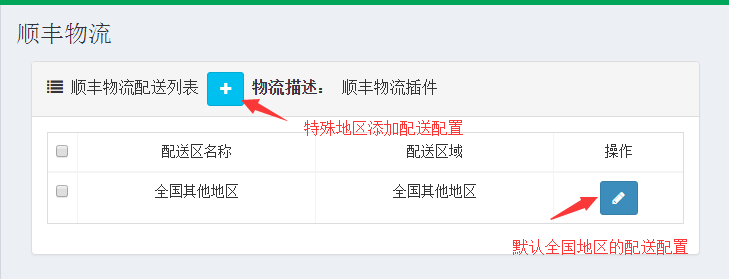 顺丰物流
顺丰物流配送列表 物流描述： 顺丰物流插件
特殊地区添加配送配置
配送区名称 配送区域 操作
全国其他地区 全国其他地区
默认全国地区的配送配置